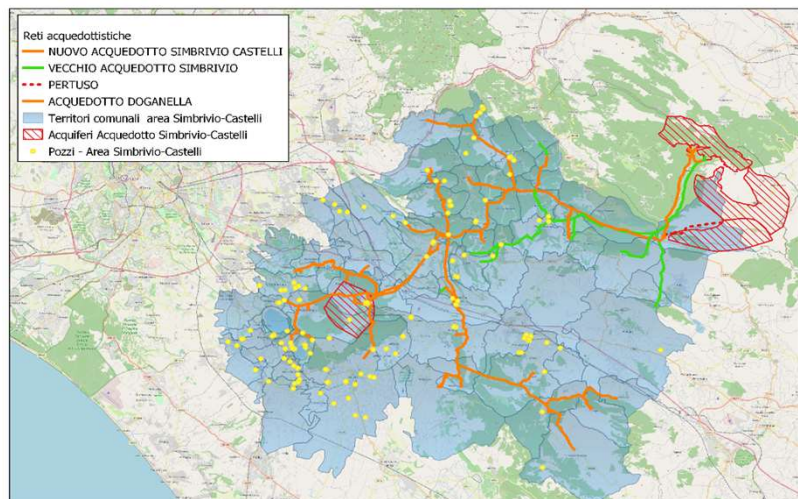 Reti acquedottistiche
NUOVO ACQUEDOTTO SIMBRIVIO CASTELLI
VECCHIO ACQUEDOTTO SIMBRIVIO
PERTUSO
ACQUEDOTTO DOGANELLA
Territori comunali area Simbrivio-Castelli
Acquiferi Acquedotto Simbrivio-Castelli
Pozzi - Area Simbrivio-Castelli